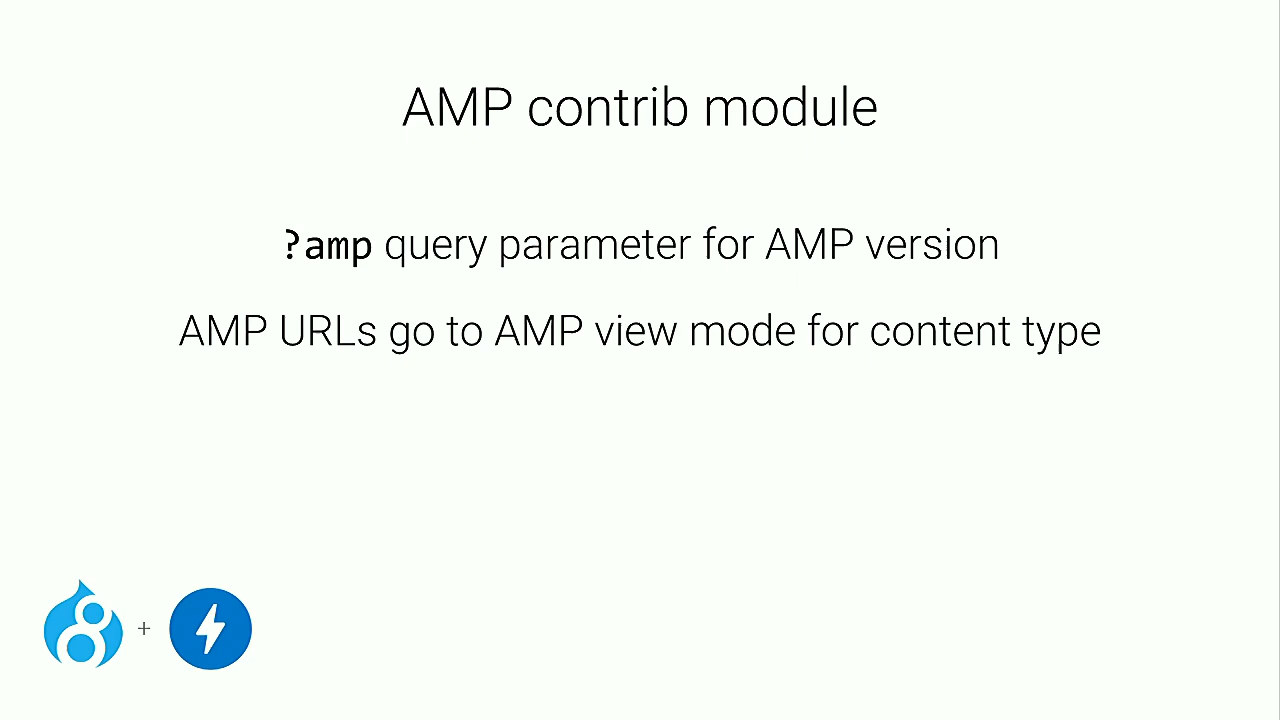 AMP contrib module
?amp query parameter for AMP version
AMP URLs go to AMP view mode for content type
+